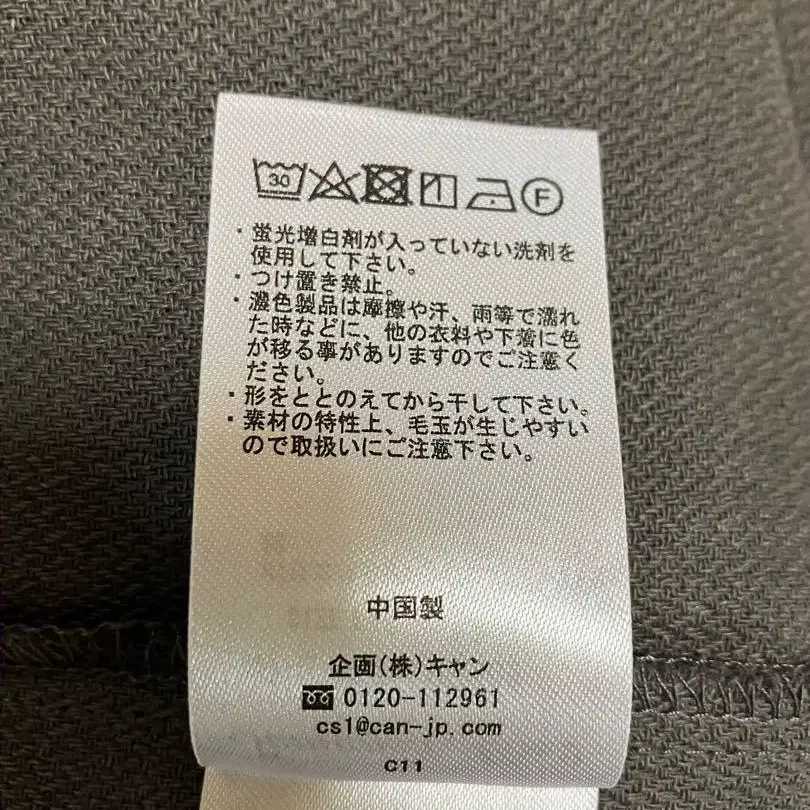 30
F
・蛍光増白剤が入っていない洗剤を
使用して下さい。
・つけ置き禁止。
・濃色製品は摩擦や汗、雨等で濡れ
た時などに、他の衣料や下着に色
が移る事がありますのでご注意く
ださい。
・形をととのえてから干して下さい。
・素材の特性上、毛玉が生じやすい
ので取扱いにご注意下さい。
中国製
企画(株)キャン
0120-112961
cs1@can-jp.com
C11